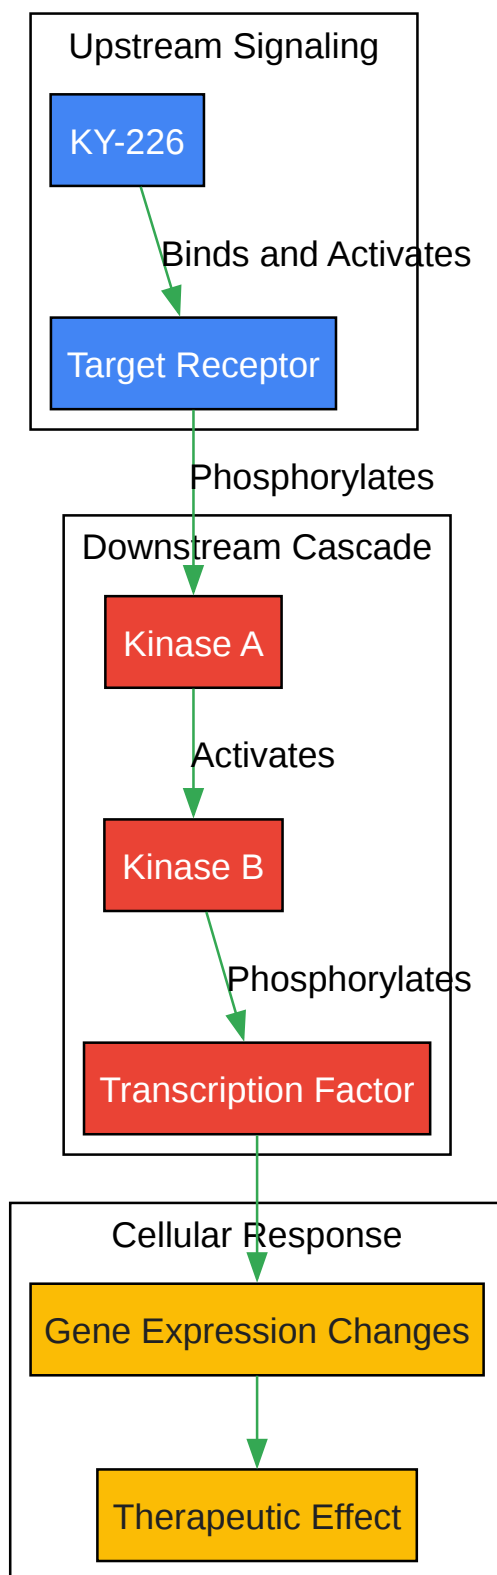 Upstream Signaling
KY-226
Binds and Activates
Target Receptor
Phosphorylates
Downstream Cascade
Kinase A
Activates
Kinase B
Phosphorylates
Transcription Factor
Cellular Response
Gene Expression Changes
Therapeutic Effect